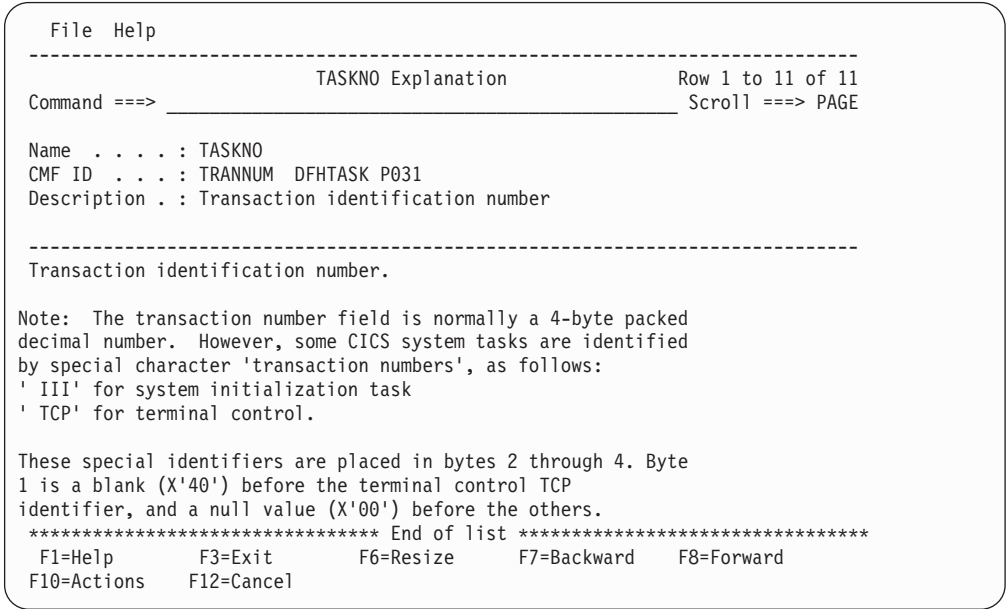 File  Help
------------------------------------------------------------------------------
TASKNO Explanation                Row 1 to 11 of 11
Command ===> ________________________________________________ Scroll ===> PAGE
Name  . . . . : TASKNO
CMF ID  . . . : TRANNUM  DFHTASK P031
Description . : Transaction identification number
------------------------------------------------------------------------------
Transaction identification number.
Note:  The transaction number field is normally a 4-byte packed
decimal number.  However, some CICS system tasks are identified
by special character 'transaction numbers', as follows:
' III' for system initialization task
' TCP' for terminal control.
These special identifiers are placed in bytes 2 through 4. Byte
1 is a blank (X'40') before the terminal control TCP
identifier, and a null value (X'00') before the others.
********************************* End of list *********************************
F1=Help        F3=Exit        F6=Resize      F7=Backward    F8=Forward
F10=Actions    F12=Cancel